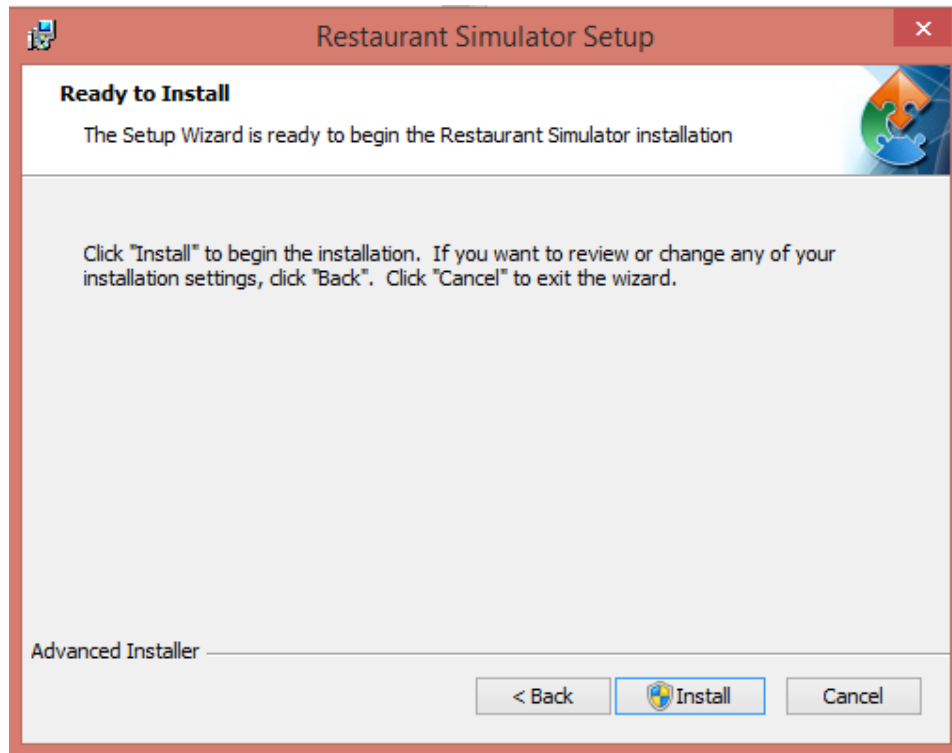 Restaurant Simulator Setup
Ready to Install
The Setup Wizard is ready to begin the Restaurant Simulator installation
Click "Install" to begin the installation.  If you want to review or change any of your
installation settings, click "Back".  Click "Cancel" to exit the wizard.
Advanced Installer
< Back
Install
Cancel